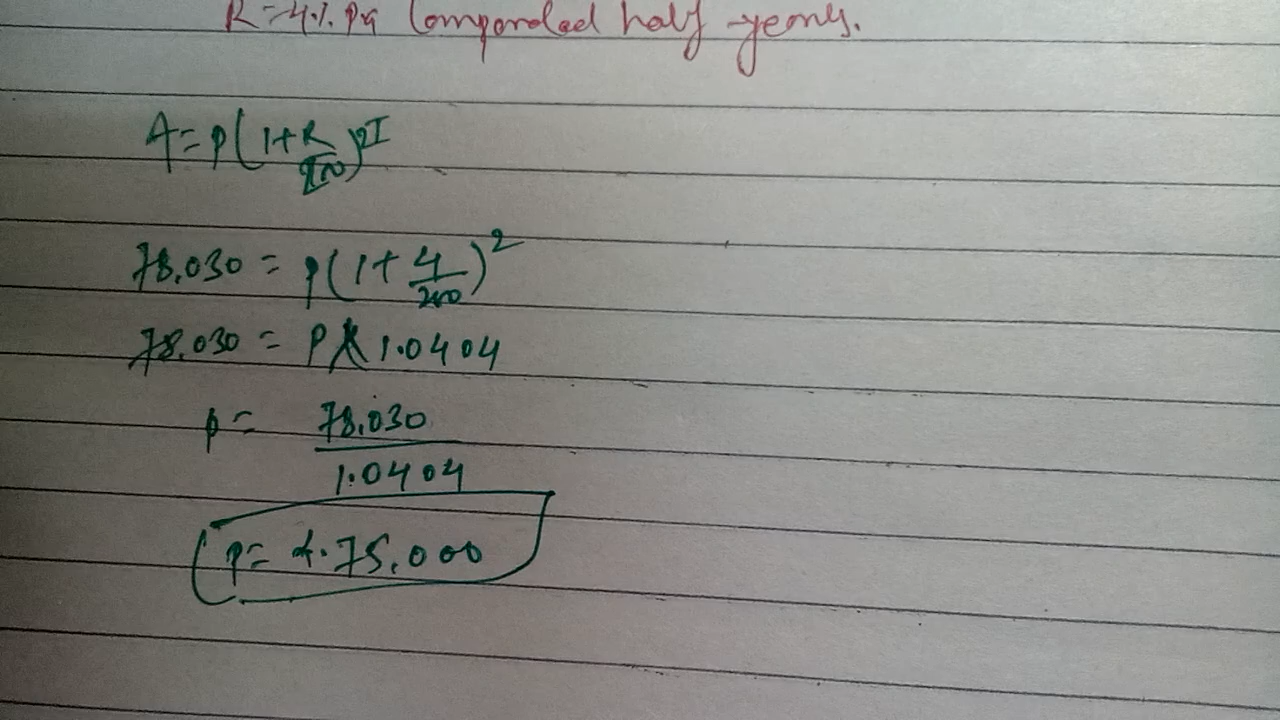 R=4% Pa Componded half yearly.
A=P(1+R/200)2T
78,030 = P(1+4/200)2
78,030 = P X 1.0404
p= 78,030/1.0404
p= 75,000